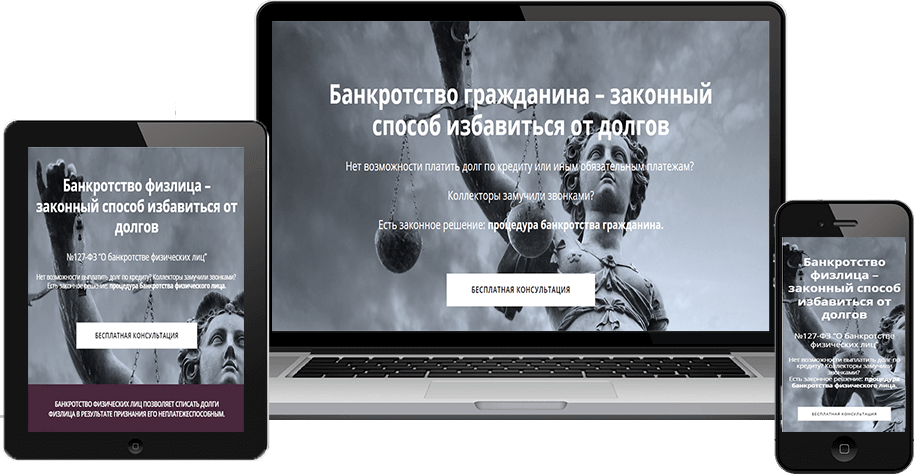 Банкротство гражданина – законный
способ избавиться от долгов
Нет возможности платить долг по кредиту или иным обязательным платежам?
Коллекторы замучили звонками?
Есть законное решение: процедура банкротства гражданина.
БЕСПЛАТНАЯ КОНСУЛЬТАЦИЯ
Банкротство физлица –
законный способ избавиться от
долгов
№127-ФЗ “О банкротстве физических лиц”
Нет возможности выплатить долг по кредиту? Коллекторы замучили звонками?
Есть законное решение: процедура банкротства физического лица.
БЕСПЛАТНАЯ КОНСУЛЬТАЦИЯ
БАНКРОТСТВО ФИЗИЧЕСКИХ ЛИЦ ПОЗВОЛЯЕТ СПИСАТЬ ДОЛГИ
ФИЗЛИЦА В РЕЗУЛЬТАТЕ ПРИЗНАНИЯ ЕГО НЕПЛАТЕЖЕСПОСОБНЫМ.
Банкротство
физлица –
законный способ
избавиться от
долгов
№127-ФЗ “О банкротстве
физических лиц”
Нет возможности выплатить долг по
кредиту? Коллекторы замучили
звонками?
Есть законное решение: процедура
банкротства физического лица.
БЕСПЛАТНАЯ КОНСУЛЬТАЦИЯ